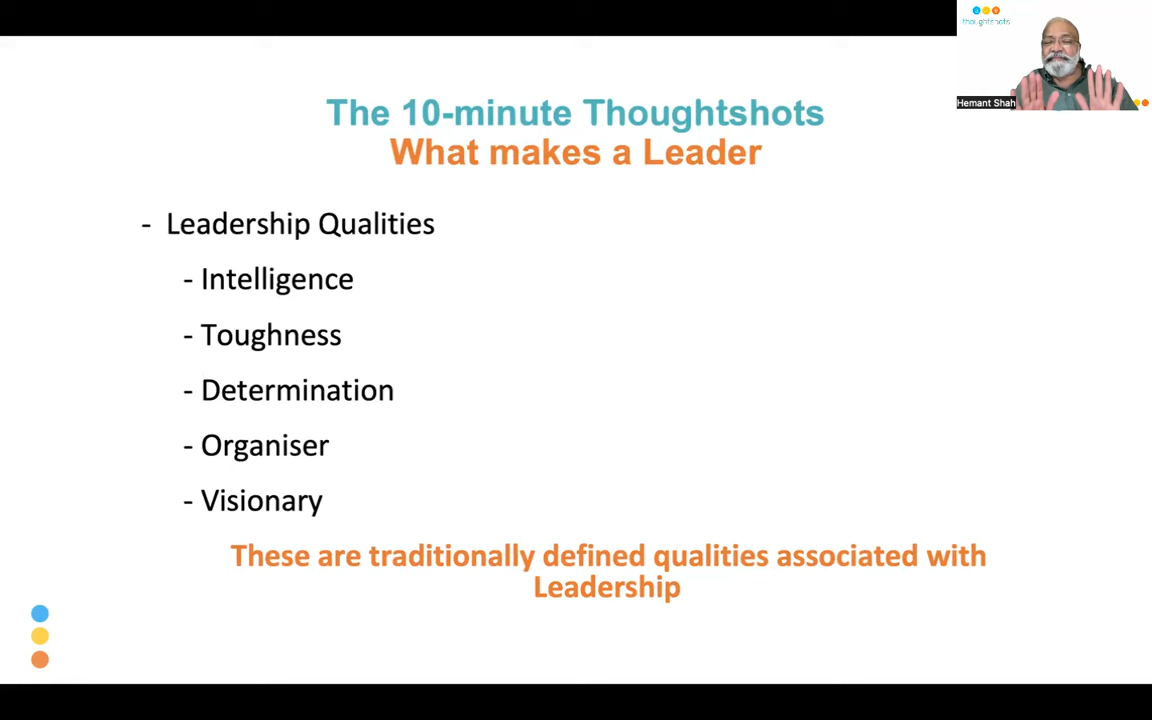 thoughtshots
Hemant Shah
The 10-minute Thoughtshots
What makes a Leader
- Leadership Qualities
- Intelligence
- Toughness
- Determination
- Organiser
- Visionary
These are traditionally defined qualities associated with
Leadership